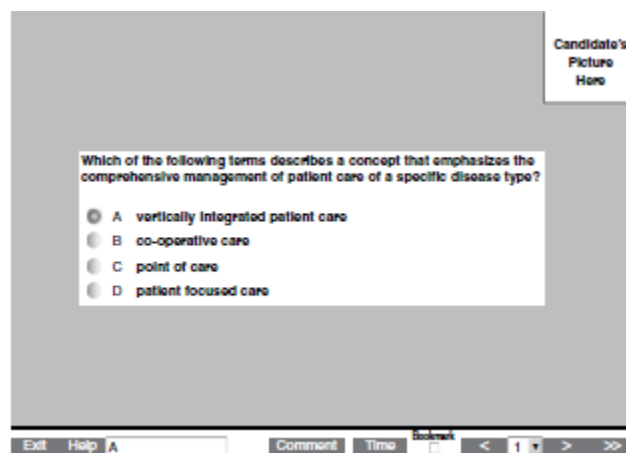 Candidate's
Picture
Here
Which of the following terms describes a concept that emphasizes the
comprehensive management of patient care of a specific disease type?
A vertically integrated patient care
B co-operative care
C point of care
D patient focused care
Bookmark
Exit Help A Comment Time < 1 > >>